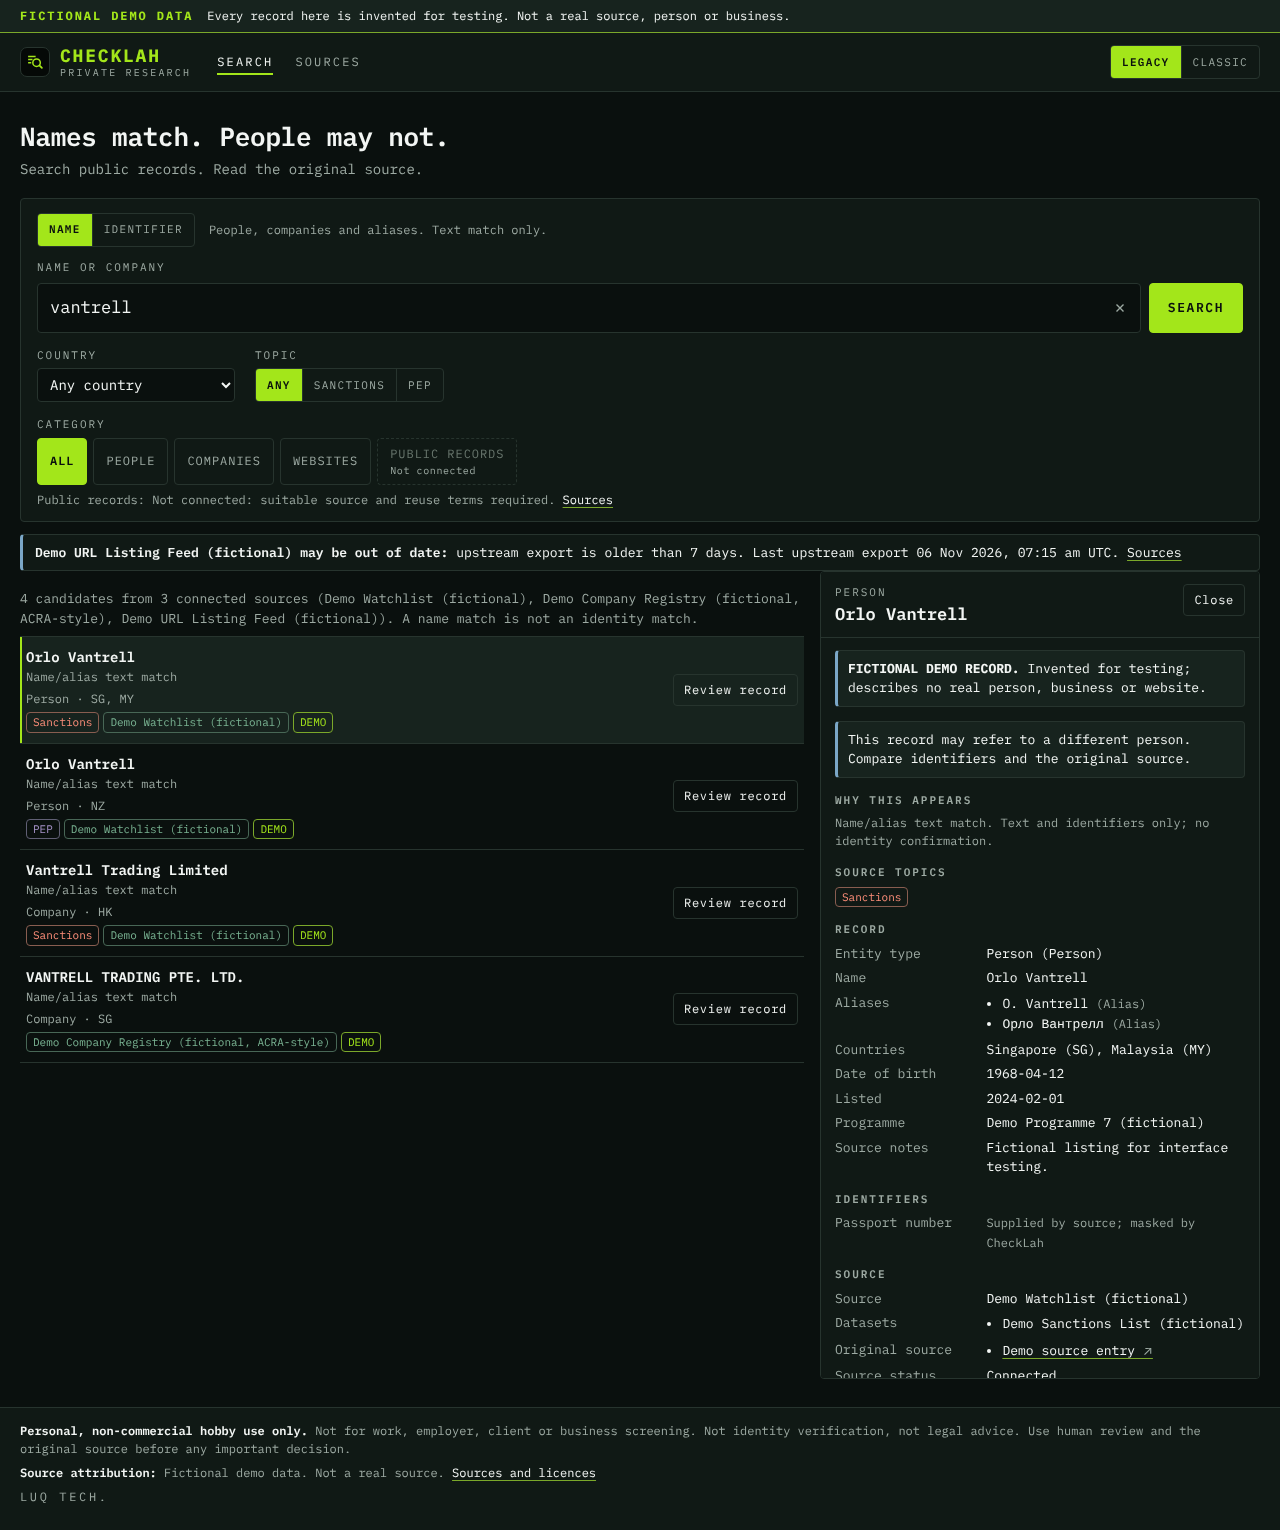 FICTIONAL DEMO DATA Every record here is invented for testing. Not a real source, person or business.
CHECKLAH
PRIVATE RESEARCH
SEARCH SOURCES
LEGACY CLASSIC
Names match. People may not.
Search public records. Read the original source.
NAME IDENTIFIER People, companies and aliases. Text match only.
NAME OR COMPANY
vantrell × SEARCH
COUNTRY TOPIC
Any country ANY SANCTIONS PEP
CATEGORY
ALL PEOPLE COMPANIES WEBSITES PUBLIC RECORDS
Not connected
Public records: Not connected: suitable source and reuse terms required. Sources
Demo URL Listing Feed (fictional) may be out of date: upstream export is older than 7 days. Last upstream export 06 Nov 2026, 07:15 am UTC. Sources
4 candidates from 3 connected sources (Demo Watchlist (fictional), Demo Company Registry (fictional,
ACRA-style), Demo URL Listing Feed (fictional)). A name match is not an identity match.
Orlo Vantrell
Name/alias text match
Person · SG, MY
Sanctions Demo Watchlist (fictional) DEMO
Review record
Orlo Vantrell
Name/alias text match
Person · NZ
PEP Demo Watchlist (fictional) DEMO
Review record
Vantrell Trading Limited
Name/alias text match
Company · HK
Sanctions Demo Watchlist (fictional) DEMO
Review record
VANTRELL TRADING PTE. LTD.
Name/alias text match
Company · SG
Demo Company Registry (fictional, ACRA-style) DEMO
Review record
PERSON
Orlo Vantrell
Close
FICTIONAL DEMO RECORD. Invented for testing;
describes no real person, business or website.
This record may refer to a different person.
Compare identifiers and the original source.
WHY THIS APPEARS
Name/alias text match. Text and identifiers only; no
identity confirmation.
SOURCE TOPICS
Sanctions
RECORD
Entity type Person (Person)
Name Orlo Vantrell
Aliases • O. Vantrell (Alias)
• Орло Вантрелл (Alias)
Countries Singapore (SG), Malaysia (MY)
Date of birth 1968-04-12
Listed 2024-02-01
Programme Demo Programme 7 (fictional)
Source notes Fictional listing for interface
testing.
IDENTIFIERS
Passport number Supplied by source; masked by
CheckLah
SOURCE
Source Demo Watchlist (fictional)
Datasets • Demo Sanctions List (fictional)
Original source • Demo source entry ↗
Source status Connected
Personal, non-commercial hobby use only. Not for work, employer, client or business screening. Not identity verification, not legal advice. Use human review and the
original source before any important decision.
Source attribution: Fictional demo data. Not a real source. Sources and licences
LUQ TECH.